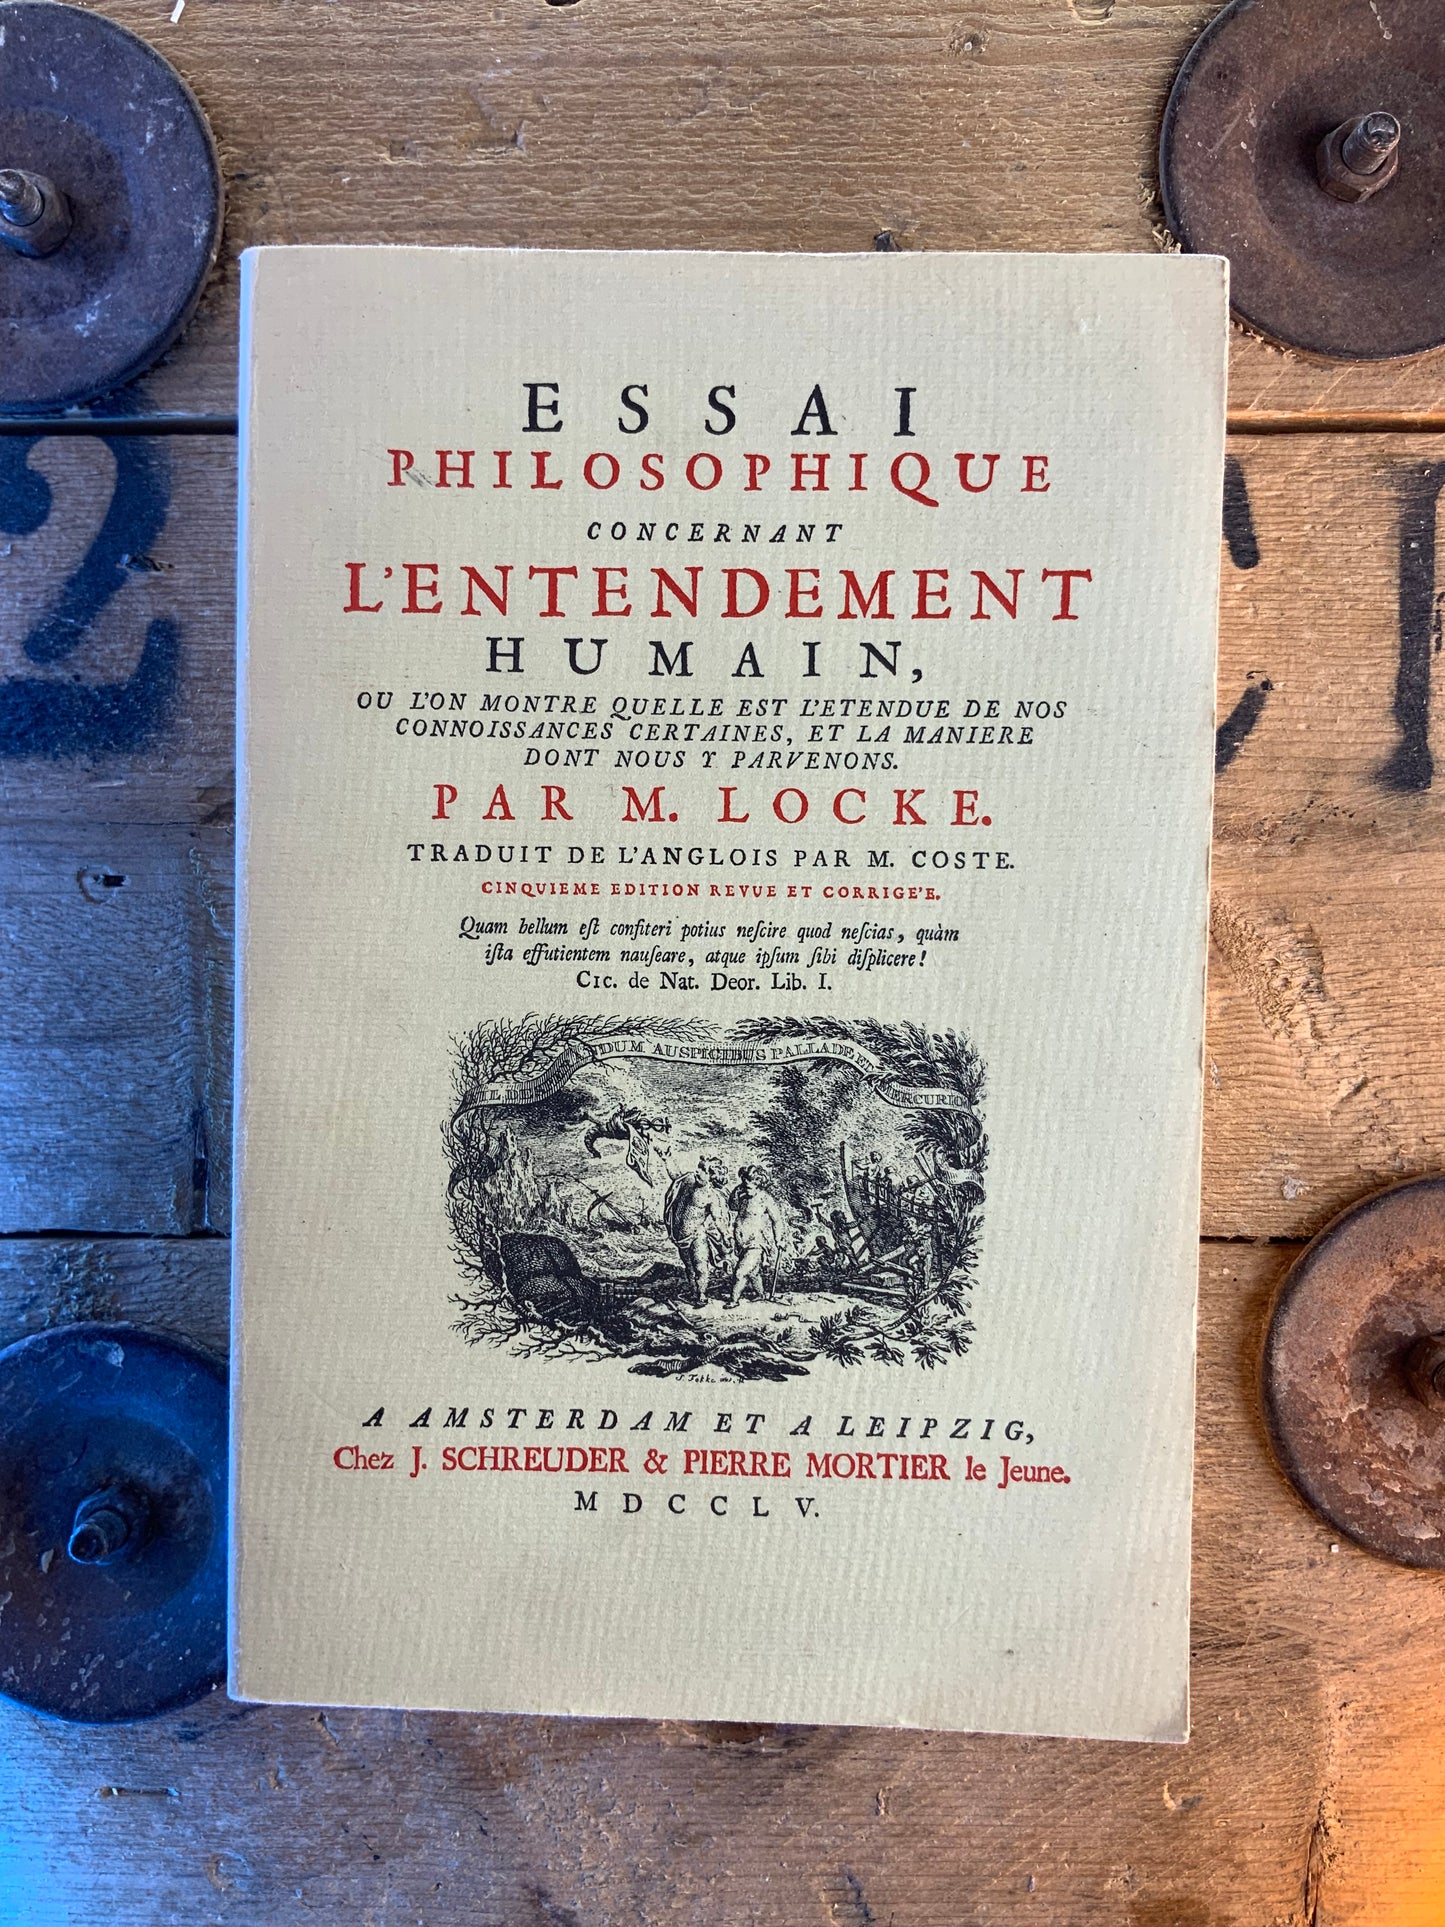 ESSAI
PHILOSOPHIQUE
CONCERNANT
L'ENTENDEMENT
HUMAIN,
OU L'ON MONTRE QUELLE EST L'ETENDUE DE NOS
CONNOISSANCES CERTAINES, ET LA MANIERE
DONT NOUS Y PARVENONS.
PAR M. LOCKE.
TRADUIT DE L'ANGLOIS PAR M. COSTE.
CINQUIEME EDITION REVUE ET CORRIGE'E.
Quam bellum eſt confiteri potius neſcire quod neſcias, quàm
iſta effutientem nauſeare, atque ipſum ſibi diſplicere!
CIC. de Nat. Deor. Lib. I.
AUSPICIBUS PALLADE ET
A AMSTERDAM ET A LEIPZIG,
Chez J. SCHREUDER & PIERRE MORTIER le Jeune.
MDCCLV.
2